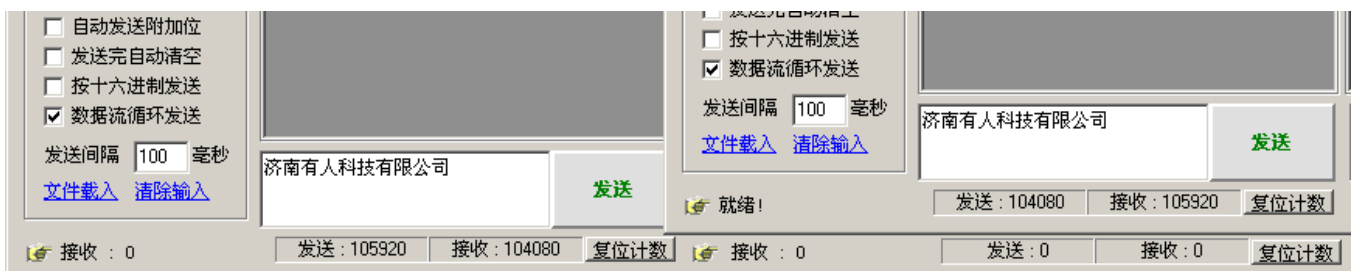 自动发送附加位
发送完自动清空
按十六进制发送
数据流循环发送
发送间隔 100 毫秒
文件载入 清除输入
济南有人科技有限公司
发送
接收 : 0
发送 : 105920 接收 : 104080 复位计数
发送完自动清空
按十六进制发送
数据流循环发送
发送间隔 100 毫秒
文件载入 清除输入
济南有人科技有限公司
发送
就绪!
发送 : 104080 接收 : 105920 复位计数
接收 : 0
发送 : 0 接收 : 0 复位计数